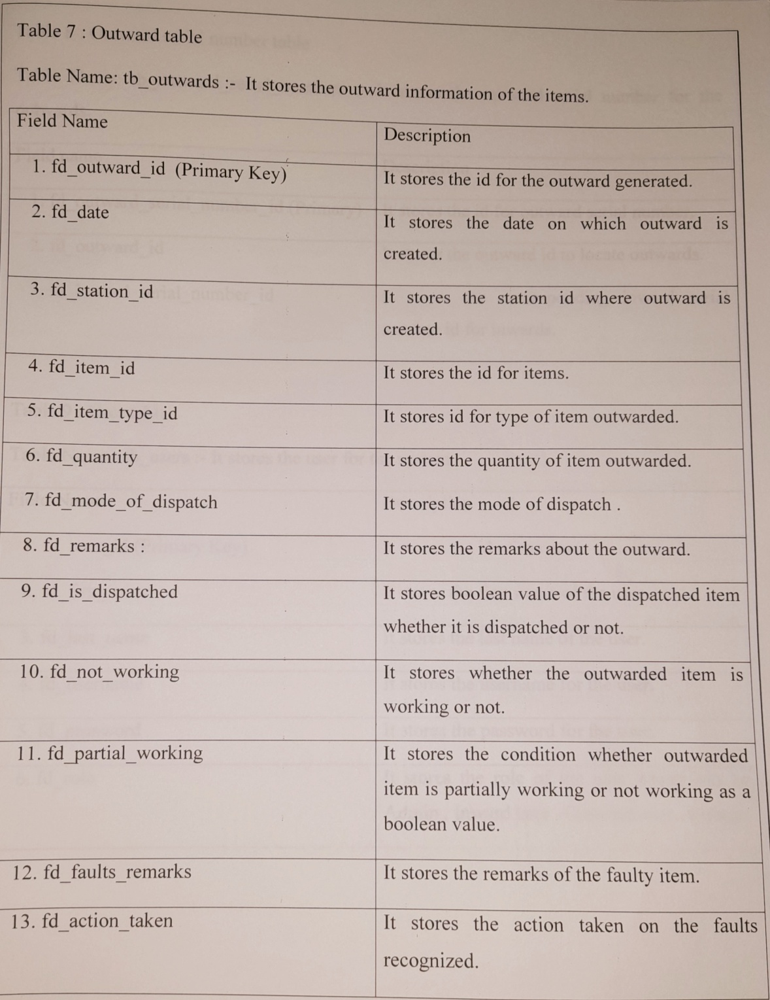 Table 7 : Outward table
Table Name: tb_outwards :- It stores the outward information of the items.
Field Name
Description
1. fd_outward_id (Primary Key)
It stores the id for the outward generated.
2. fd_date
It stores the date on which outward is
created.
3. fd_station_id
It stores the station id where outward is
created.
4. fd_item_id
It stores the id for items.
5. fd_item_type_id
It stores id for type of item outwarded.
6. fd_quantity
It stores the quantity of item outwarded.
7. fd_mode_of_dispatch
It stores the mode of dispatch .
8. fd_remarks :
It stores the remarks about the outward.
9. fd_is_dispatched
It stores boolean value of the dispatched item
whether it is dispatched or not.
10. fd_not_working
It stores whether the outwarded item is
working or not.
11. fd_partial_working
It stores the condition whether outwarded
item is partially working or not working as a
boolean value.
12. fd_faults_remarks
It stores the remarks of the faulty item.
13. fd_action_taken
It stores the action taken on the faults
recognized.